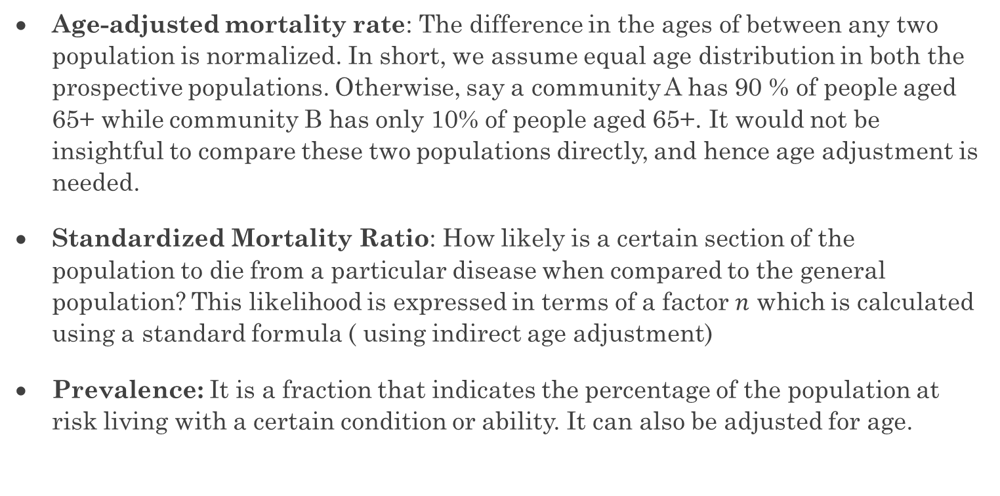 • Age-adjusted mortality rate: The difference in the ages of between any two
population is normalized. In short, we assume equal age distribution in both the
prospective populations. Otherwise, say a community A has 90 % of people aged
65+ while community B has only 10% of people aged 65+. It would not be
insightful to compare these two populations directly, and hence age adjustment is
needed.
• Standardized Mortality Ratio: How likely is a certain section of the
population to die from a particular disease when compared to the general
population? This likelihood is expressed in terms of a factor n which is calculated
using a standard formula ( using indirect age adjustment)
• Prevalence: It is a fraction that indicates the percentage of the population at
risk living with a certain condition or ability. It can also be adjusted for age.